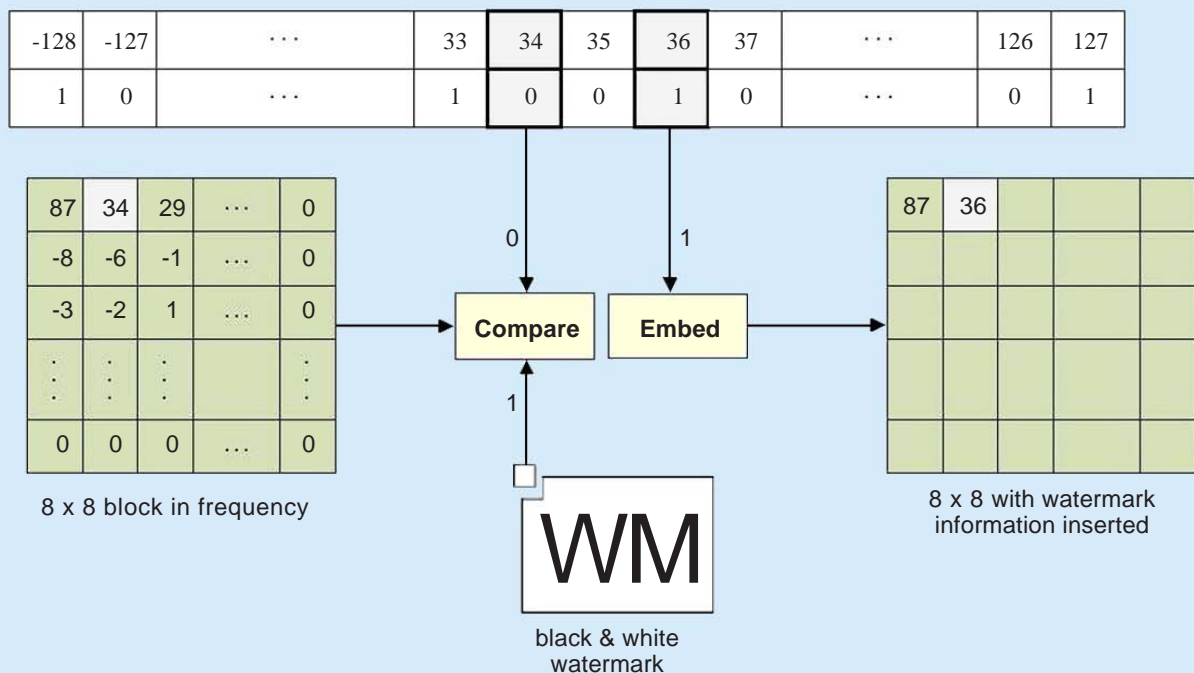 -128 -127 ··· 33 34 35 36 37 ··· 126 127
1 0 ··· 1 0 0 1 0 ··· 0 1
87 34 29 ··· 0
-8 -6 -1 ... 0
-3 -2 1 ... 0
⋮ ⋮ ⋮ ⋮
0 0 0 ... 0
8 x 8 block in frequency
0
Compare
1
1
Embed
WM
black & white
watermark
87 36
8 x 8 with watermark
information inserted